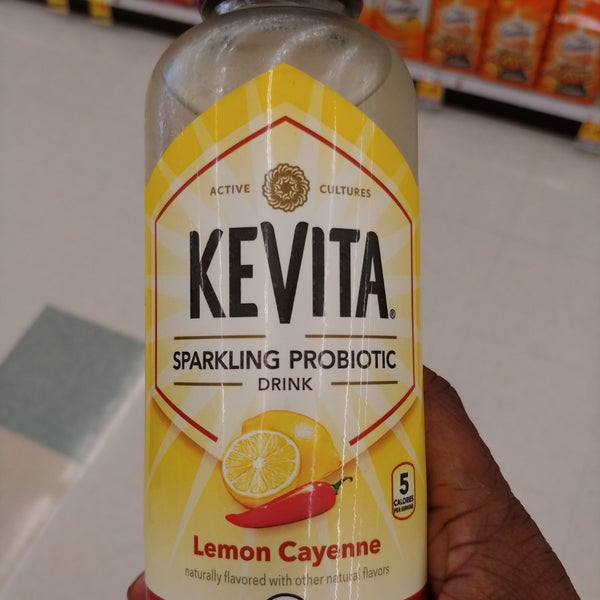 ACTIVE CULTURES
KEVITA®
SPARKLING PROBIOTIC
DRINK
5
CALORIES
PER SERVING
Lemon Cayenne
naturally flavored with other natural flavors